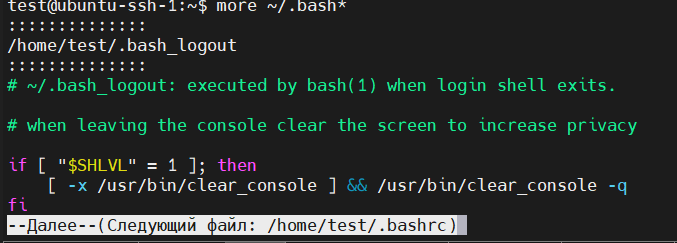 test@ubuntu-ssh-1:~$ more ~/.bash*
::::::::::::::
/home/test/.bash_logout
::::::::::::::
# ~/.bash_logout: executed by bash(1) when login shell exits.
# when leaving the console clear the screen to increase privacy
if [ "$SHLVL" = 1 ]; then
    [ -x /usr/bin/clear_console ] && /usr/bin/clear_console -q
fi
--Далее--(Следующий файл: /home/test/.bashrc)